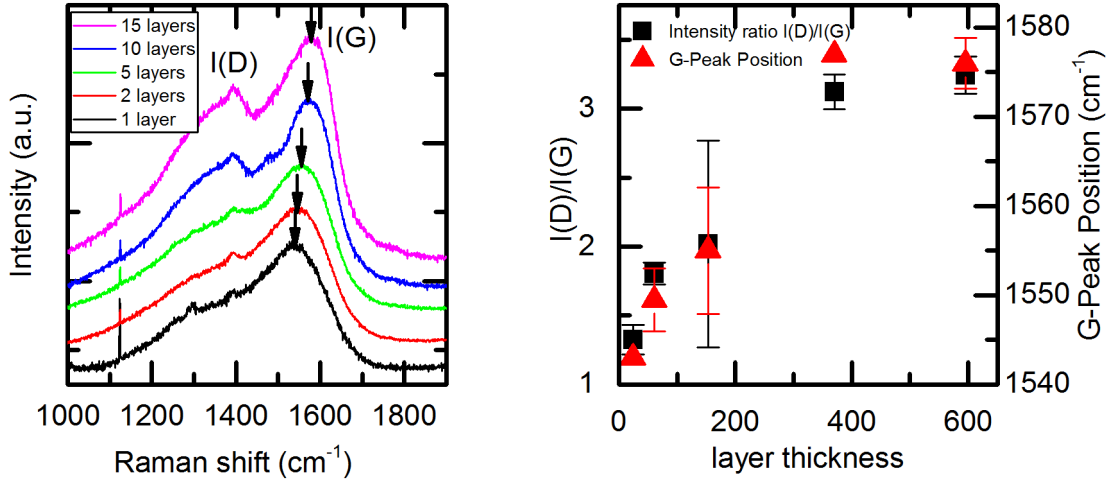 15 layers
10 layers
5 layers
2 layers
1 layer
I(D)
I(G)
Intensity (a.u.)
1000 1200 1400 1600 1800
Raman shift (cm⁻¹)
Intensity ratio I(D)/I(G)
G-Peak Position
I(D)/I(G)
3
2
1
0 200 400 600
layer thickness
1580
1570
1560
1550
1540
G-Peak Position (cm⁻¹)